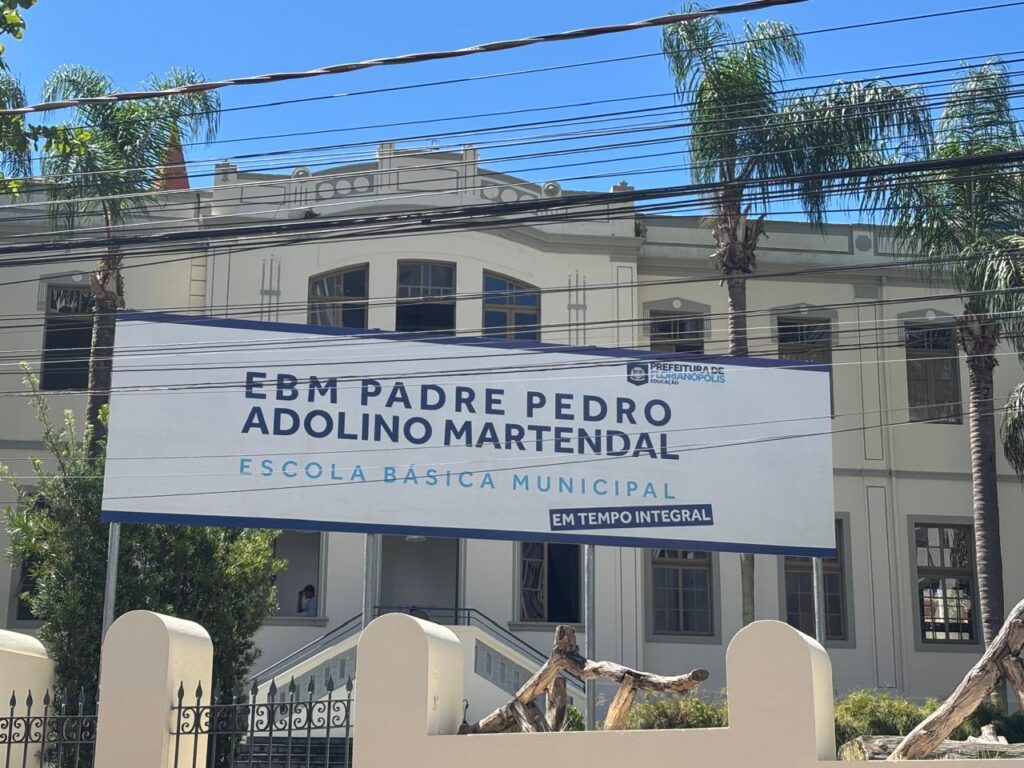 PREFEITURA DE
FLORIANÓPOLIS
EDUCAÇÃO
EBM PADRE PEDRO
ADOLINO MARTENDAL
ESCOLA BÁSICA MUNICIPAL
EM TEMPO INTEGRAL